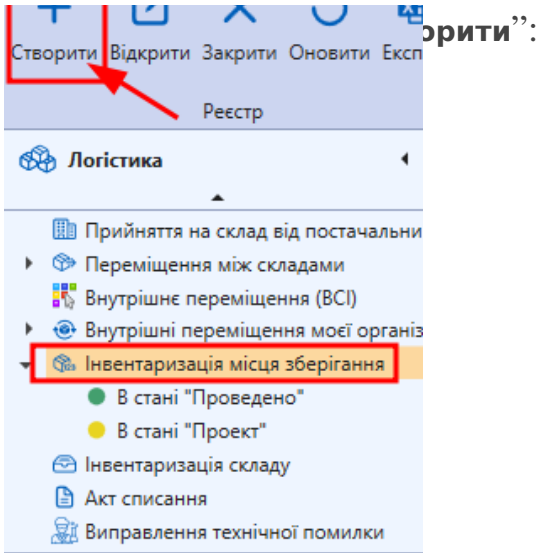 орити”:
Створити Відкрити Закрити ОновитиЕксп
Реєстр
Логістика
Прийняття на склад від постачальни
Переміщення між складами
Внутрішнє переміщення (ВСІ)
Внутрішні переміщення моєї організ
Інвентаризація місця зберігання
В стані "Проведено"
В стані "Проект"
Інвентаризація складу
Акт списання
Виправлення технічної помилки